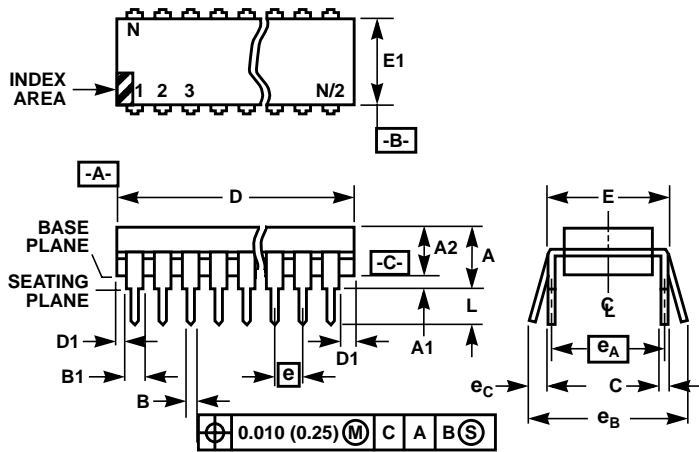 N
E1
INDEX
AREA
1 2 3 N/2
-B-
-A-
D
E
BASE
PLANE
A2
A
-C-
SEATING
PLANE
L
C
L
D1
A1
D1
eA
B1
e
eC
C
B
eB
0.010 (0.25) M C A B S